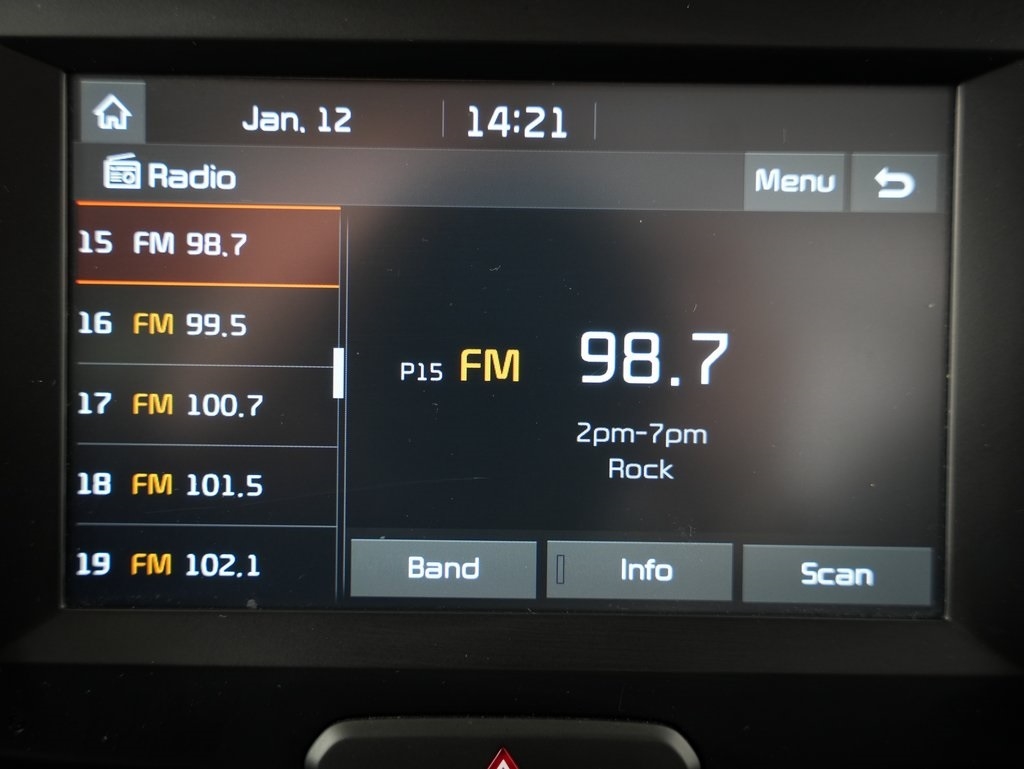 Jan. 12 14:21
Radio Menu
15 FM 98.7
16 FM 99.5
17 FM 100.7
18 FM 101.5
19 FM 102.1
P15 FM 98.7
2pm-7pm
Rock
Band Info Scan